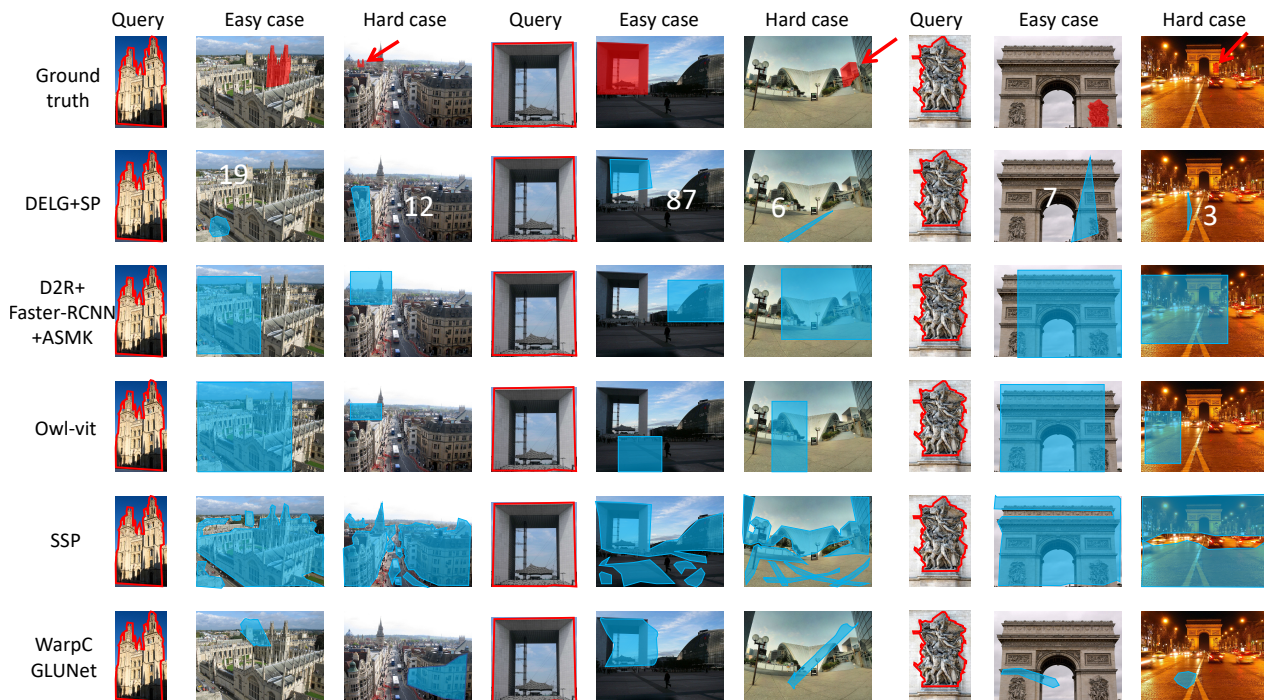 Query Easy case Hard case Query Easy case Hard case Query Easy case Hard case
Ground
truth
DELG+SP
19 12 87 6 7 3
D2R+
Faster-RCNN
+ASMK
Owl-vit
SSP
WarpC
GLUNet